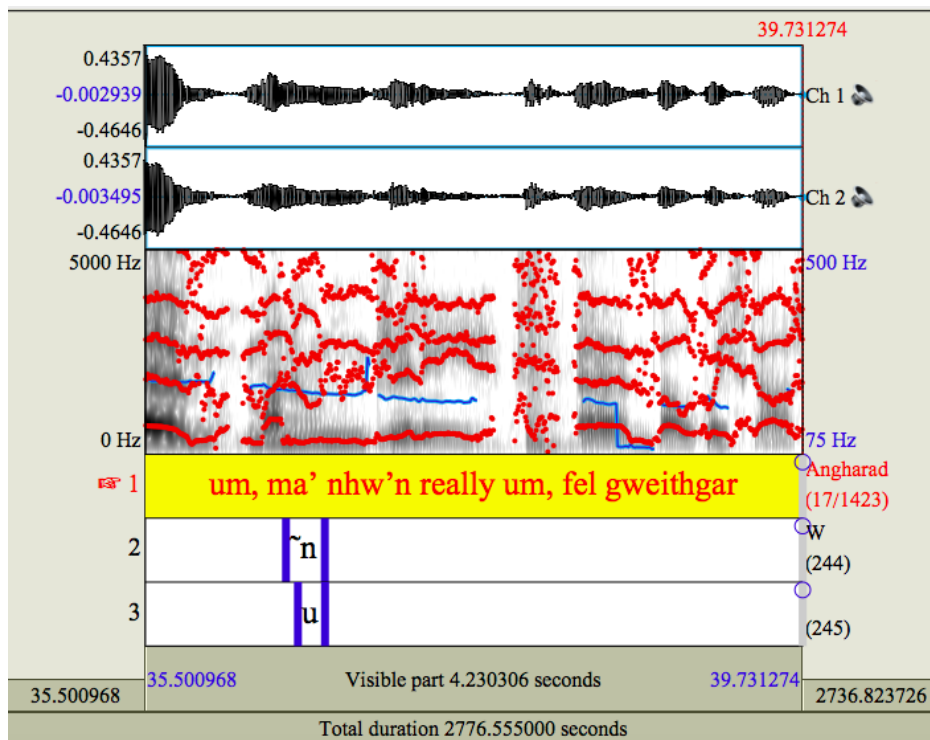 39.731274
0.4357
-0.002939
-0.4646
Ch 1
0.4357
-0.003495
-0.4646
Ch 2
5000 Hz
500 Hz
0 Hz
75 Hz
☞ 1
um, ma’ nhw’n really um, fel gweithgar
Angharad
(17/1423)
2
˜n
W
(244)
3
u
(245)
35.500968
35.500968
Visible part 4.230306 seconds
39.731274
2736.823726
Total duration 2776.555000 seconds